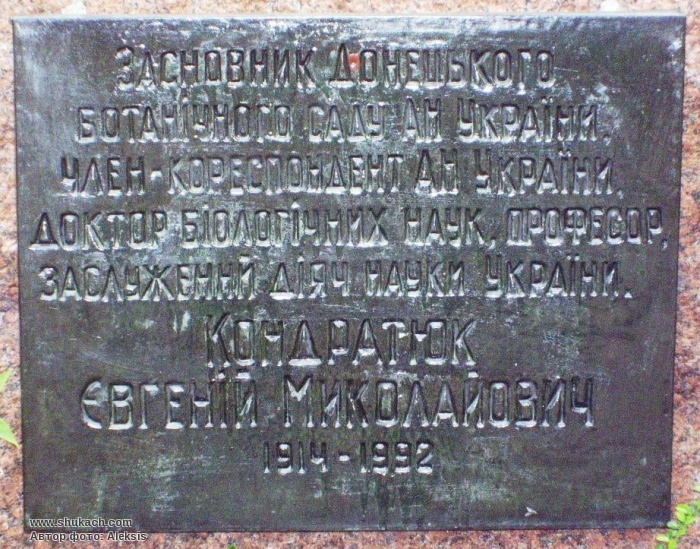 Засновник Донецького
ботанічного саду АН України,
член-кореспондент АН України,
доктор біологічних наук, професор,
заслужений діяч науки України.
Кондратюк
Євгеній Миколайович
1914 - 1992
www.shukach.com
Автор фото: Aleksis